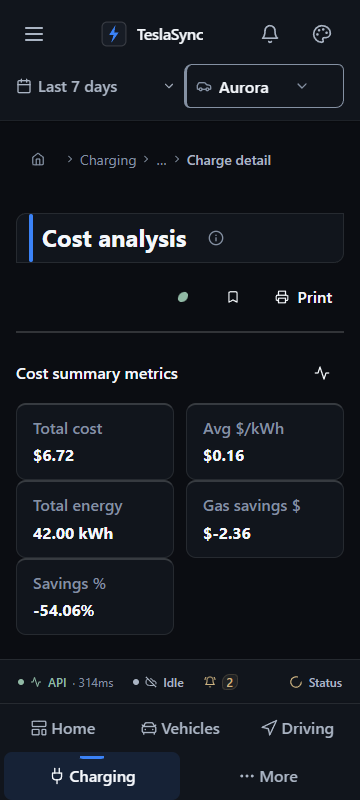 TeslaSync
Last 7 days
Aurora
Charging ... Charge detail
Cost analysis
Print
Cost summary metrics
Total cost
$6.72
Avg $/kWh
$0.16
Total energy
42.00 kWh
Gas savings $
$-2.36
Savings %
-54.06%
API · 314ms Idle 2 Status
Home Vehicles Driving
Charging More